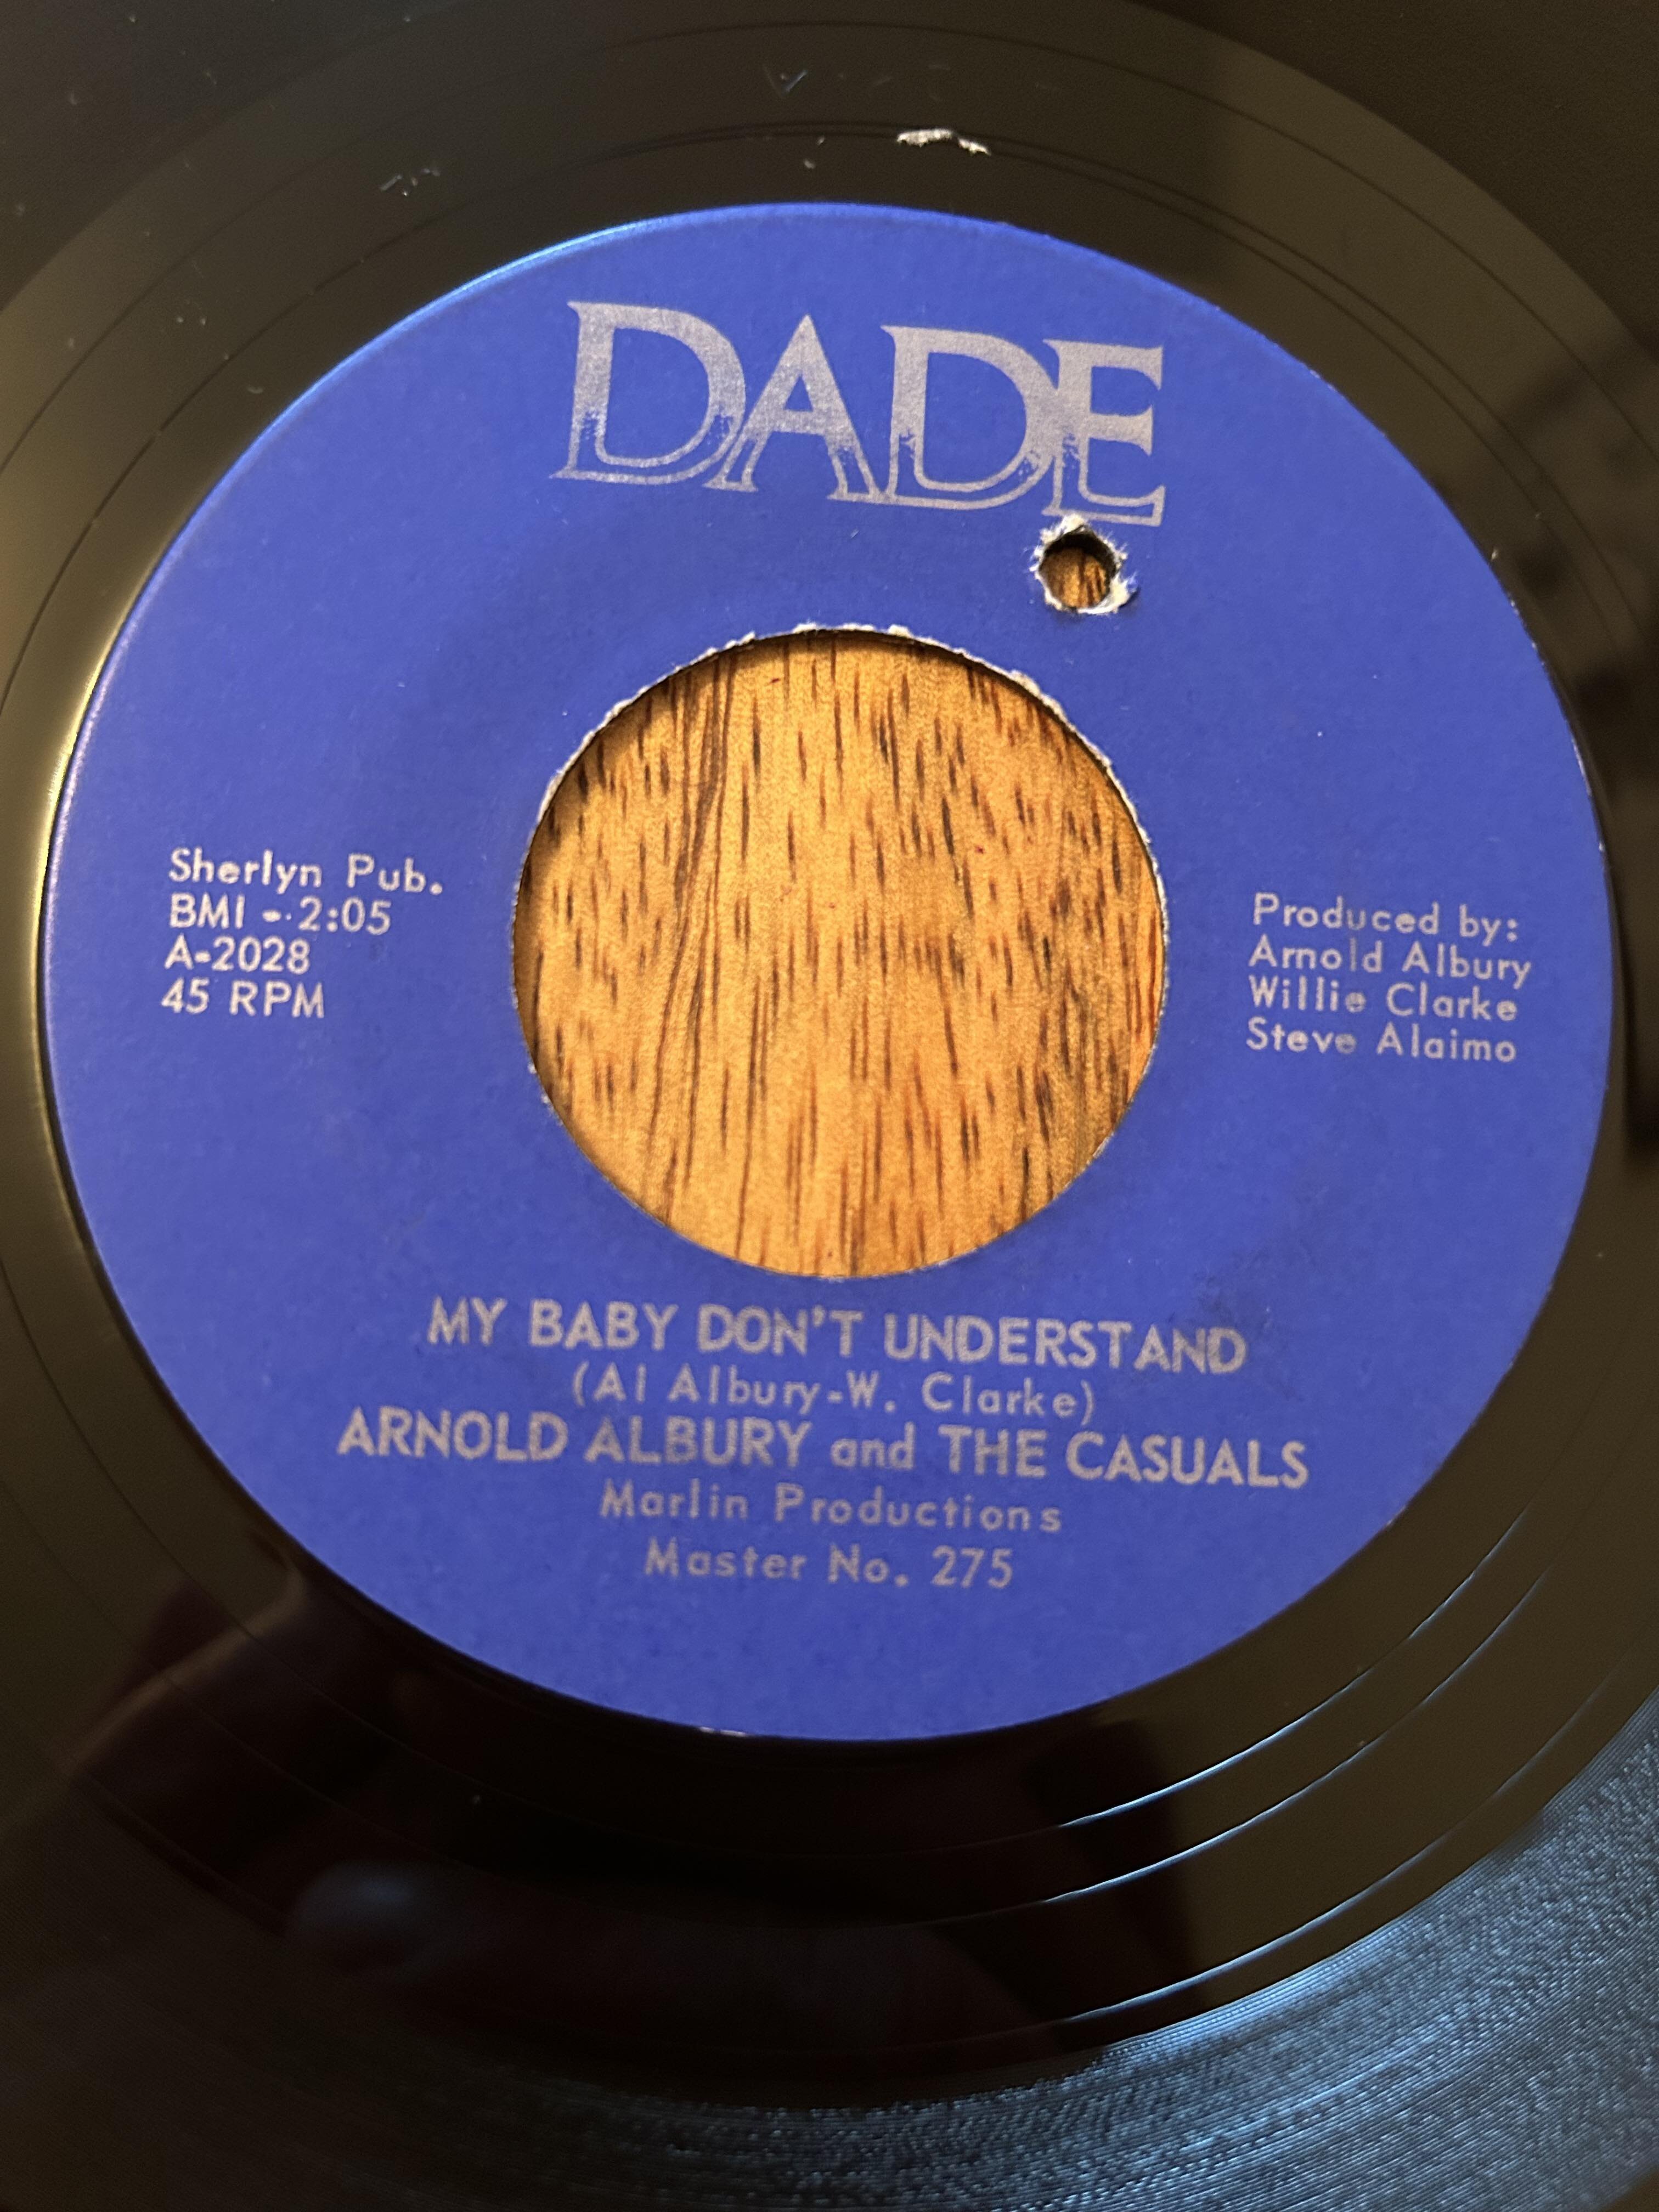 DADE
Sherlyn Pub.
BMI - 2:05
A-2028
45 RPM
Produced by:
Arnold Albury
Willie Clarke
Steve Alaimo
MY BABY DON'T UNDERSTAND
(Al Albury-W. Clarke)
ARNOLD ALBURY and THE CASUALS
Marlin Productions
Master No. 275